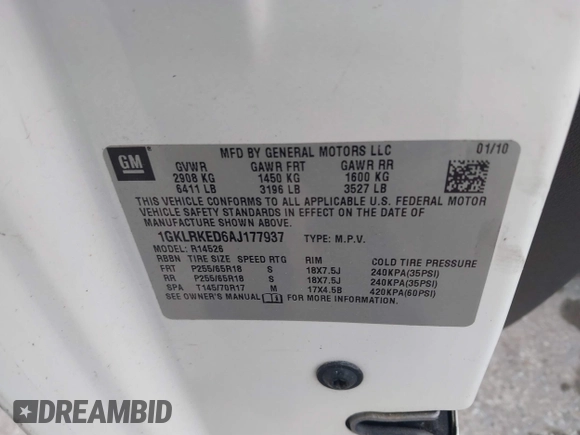 GM
MFD BY GENERAL MOTORS LLC 01/10
GVWR GAWR FRT GAWR RR
2908 KG 1450 KG 1600 KG
6411 LB 3196 LB 3527 LB
THIS VEHICLE CONFORMS TO ALL APPLICABLE U.S. FEDERAL MOTOR
VEHICLE SAFETY STANDARDS IN EFFECT ON THE DATE OF
MANUFACTURE SHOWN ABOVE.
1GKLRKED6AJ177937 TYPE: M.P.V.
MODEL: R14526
RBBN TIRE SIZE SPEED RTG RIM COLD TIRE PRESSURE
FRT P255/65R18 S 18X7.5J 240KPA(35PSI)
RR P255/65R18 S 18X7.5J 240KPA(35PSI)
SPA T145/70R17 M 17X4.5B 420KPA(60PSI)
SEE OWNER'S MANUAL FOR MORE INFORMATION.
DREAMBID